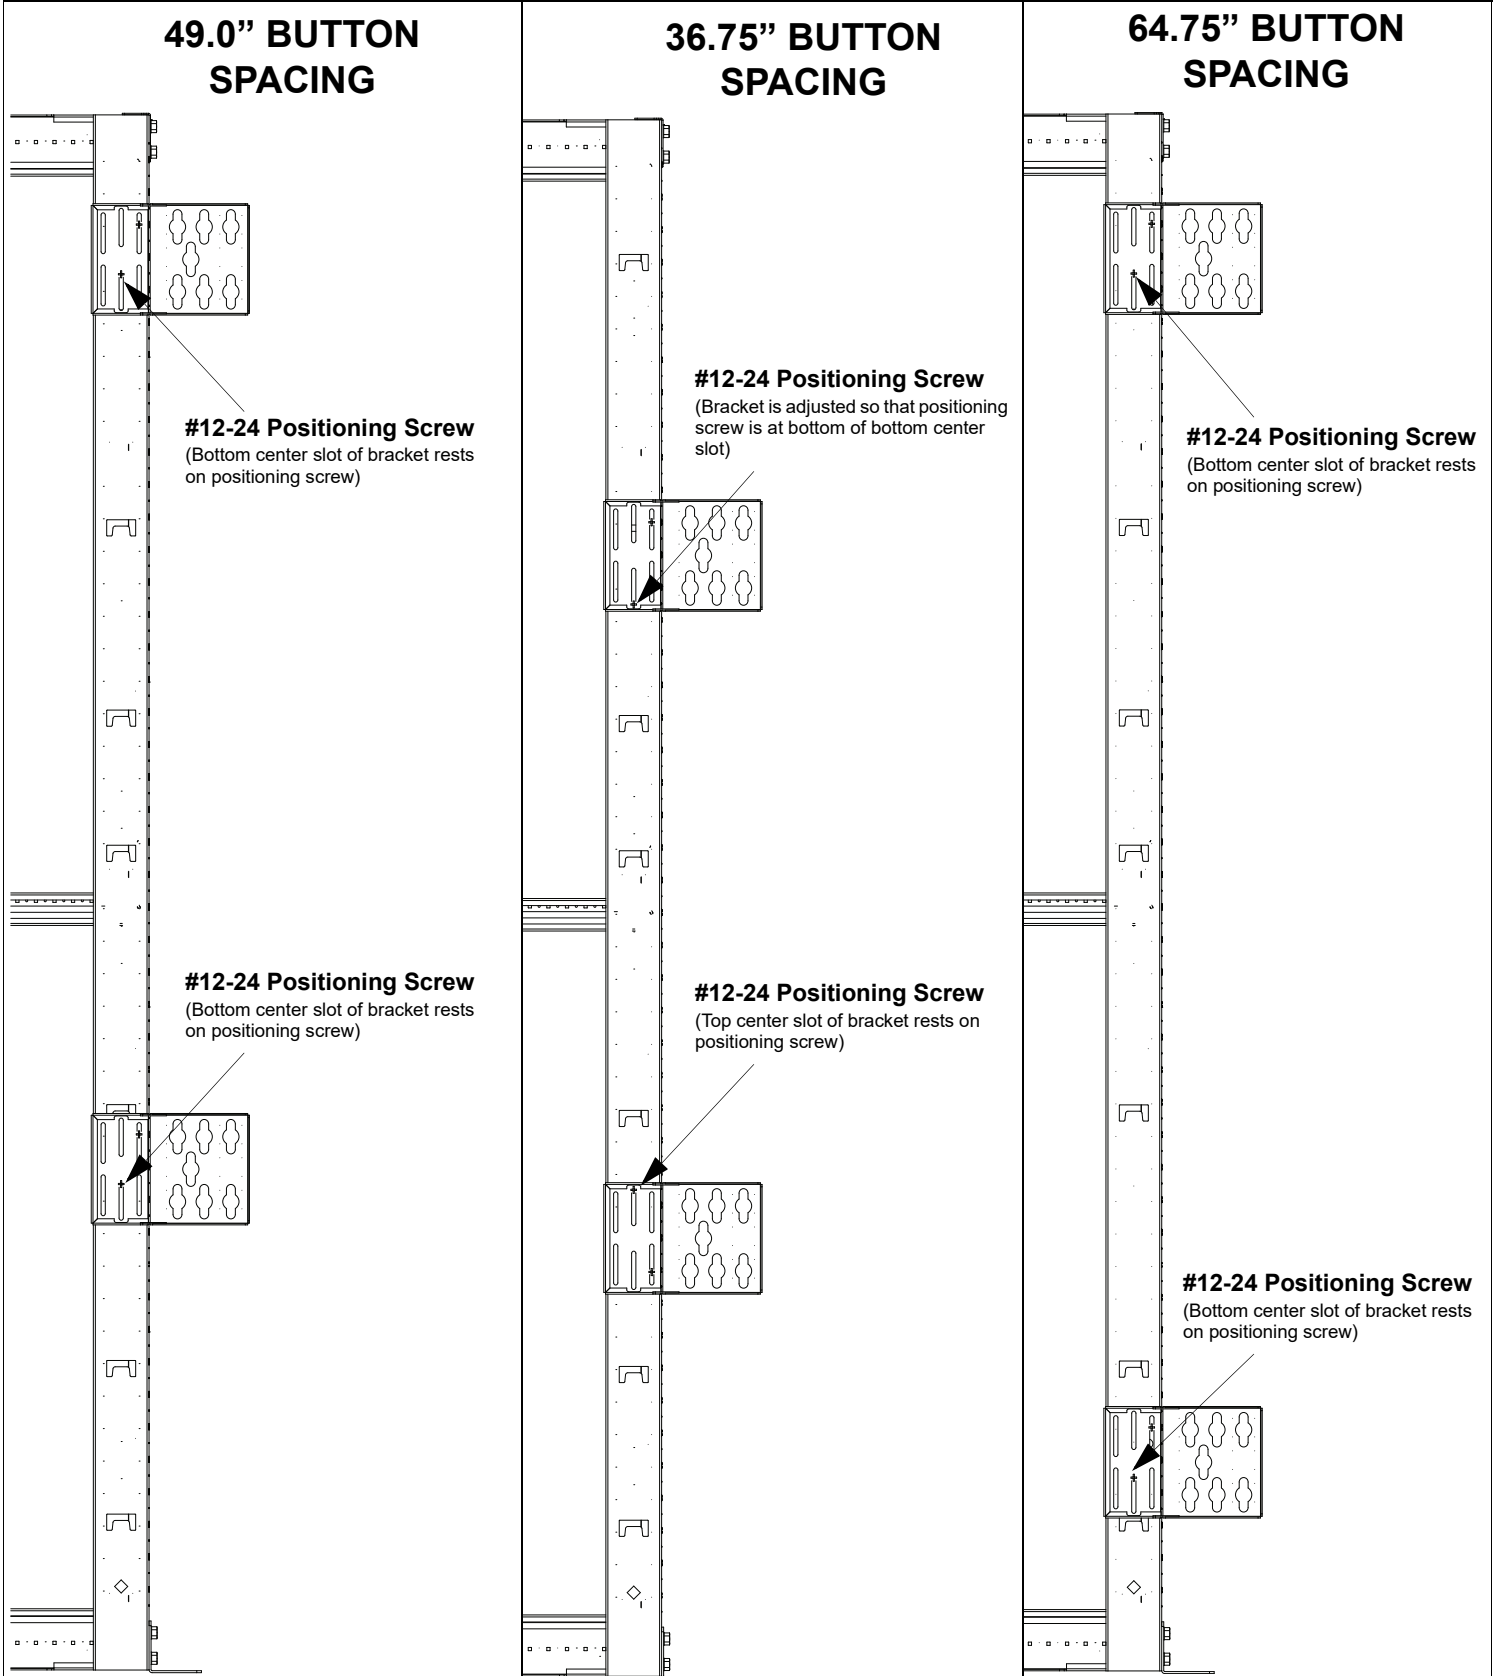 49.0” BUTTON
SPACING
#12-24 Positioning Screw
(Bottom center slot of bracket rests
on positioning screw)
#12-24 Positioning Screw
(Bottom center slot of bracket rests
on positioning screw)
36.75” BUTTON
SPACING
#12-24 Positioning Screw
(Bracket is adjusted so that positioning
screw is at bottom of bottom center
slot)
#12-24 Positioning Screw
(Top center slot of bracket rests on
positioning screw)
64.75” BUTTON
SPACING
#12-24 Positioning Screw
(Bottom center slot of bracket rests
on positioning screw)
#12-24 Positioning Screw
(Bottom center slot of bracket rests
on positioning screw)